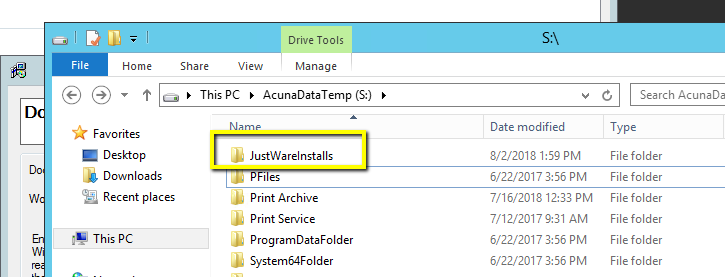 Drive Tools
S:\
File
Home
Share
View
Manage
This PC
AcunaDataTemp (S:)
Search AcunaDa
Do
Favorites
Desktop
Downloads
Recent places
This PC
Name
Date modified
Type
JustWareInstalls
8/2/2018 1:59 PM
File folder
PFiles
6/22/2017 3:56 PM
File folder
Print Archive
7/16/2018 12:33 PM
File folder
Print Service
7/12/2017 9:31 AM
File folder
ProgramDataFolder
6/22/2017 3:56 PM
File folder
System64Folder
6/22/2017 3:56 PM
File folder
Do
Wo
En
Wi
rea